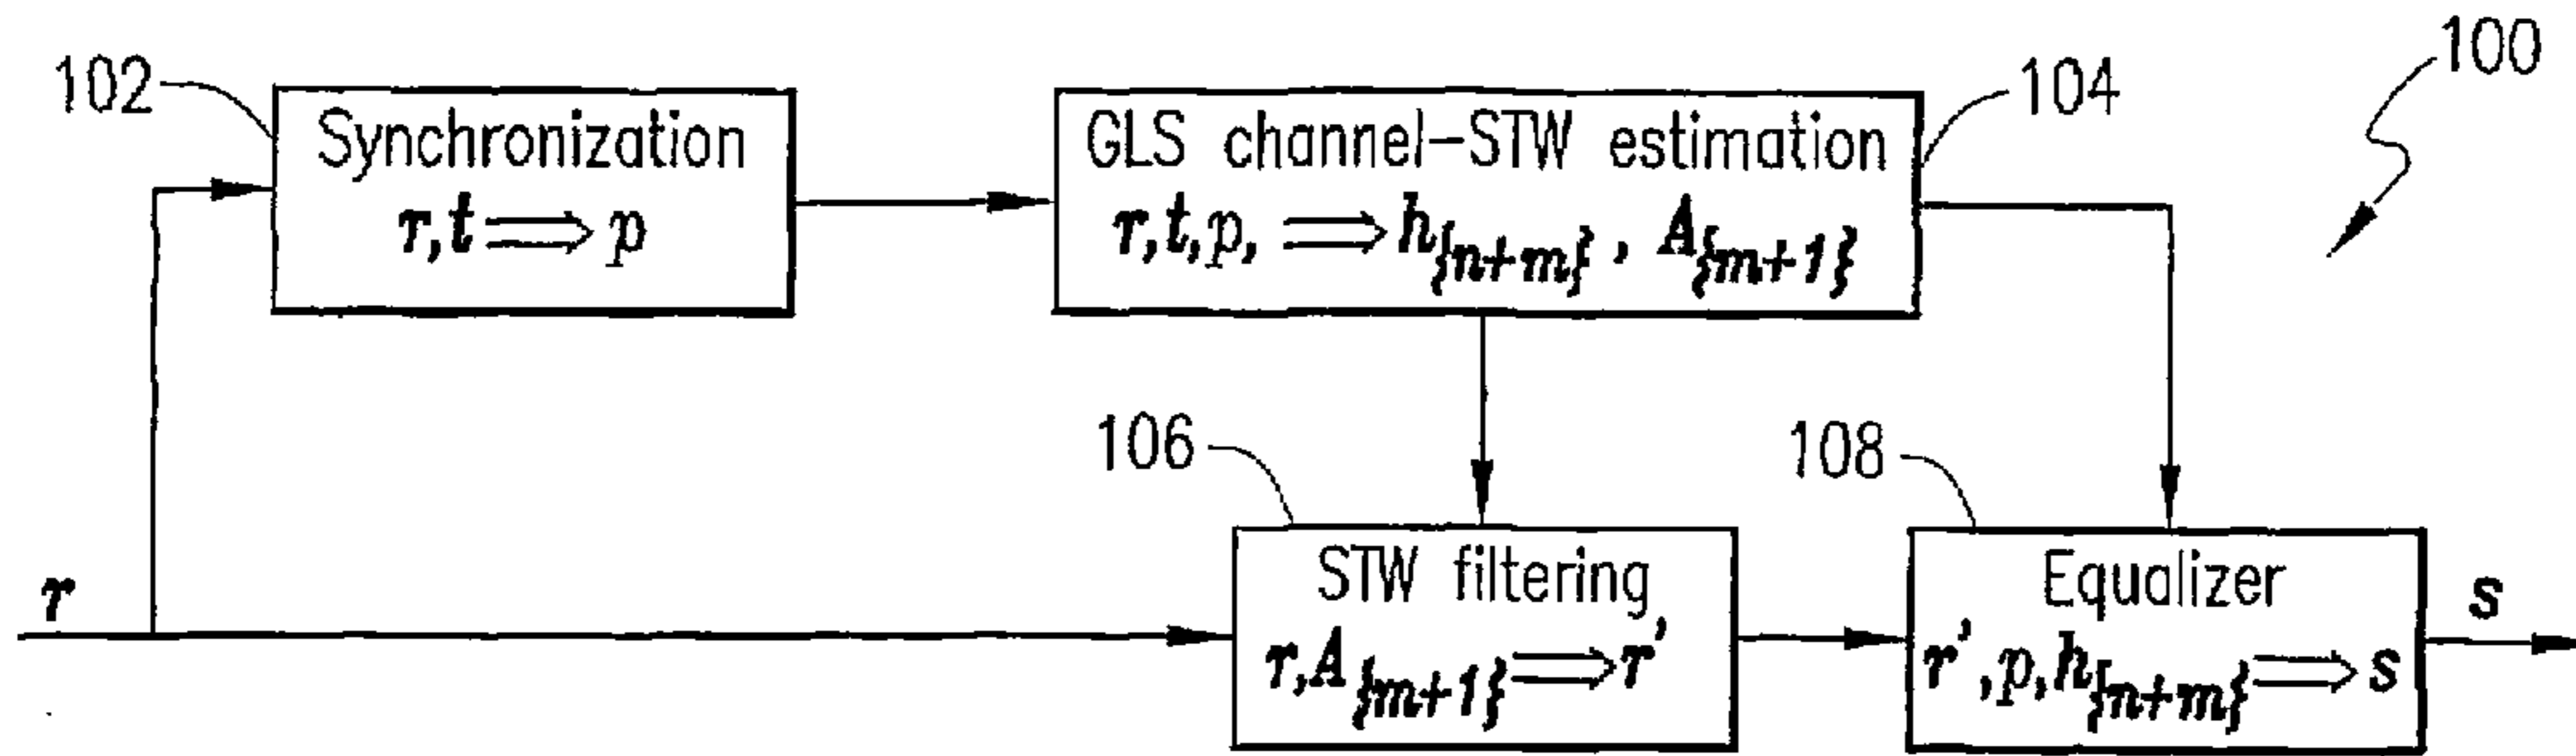 100
102
Synchronization
r,t ⟹ p
104
GLS channel-STW estimation
r,t,p, ⟹ h{n+m}, A{m+1}
106
STW filtering
r,A{m+1} ⟹ r'
108
Equalizer
r',p,h{n+m} ⟹ s
r
s